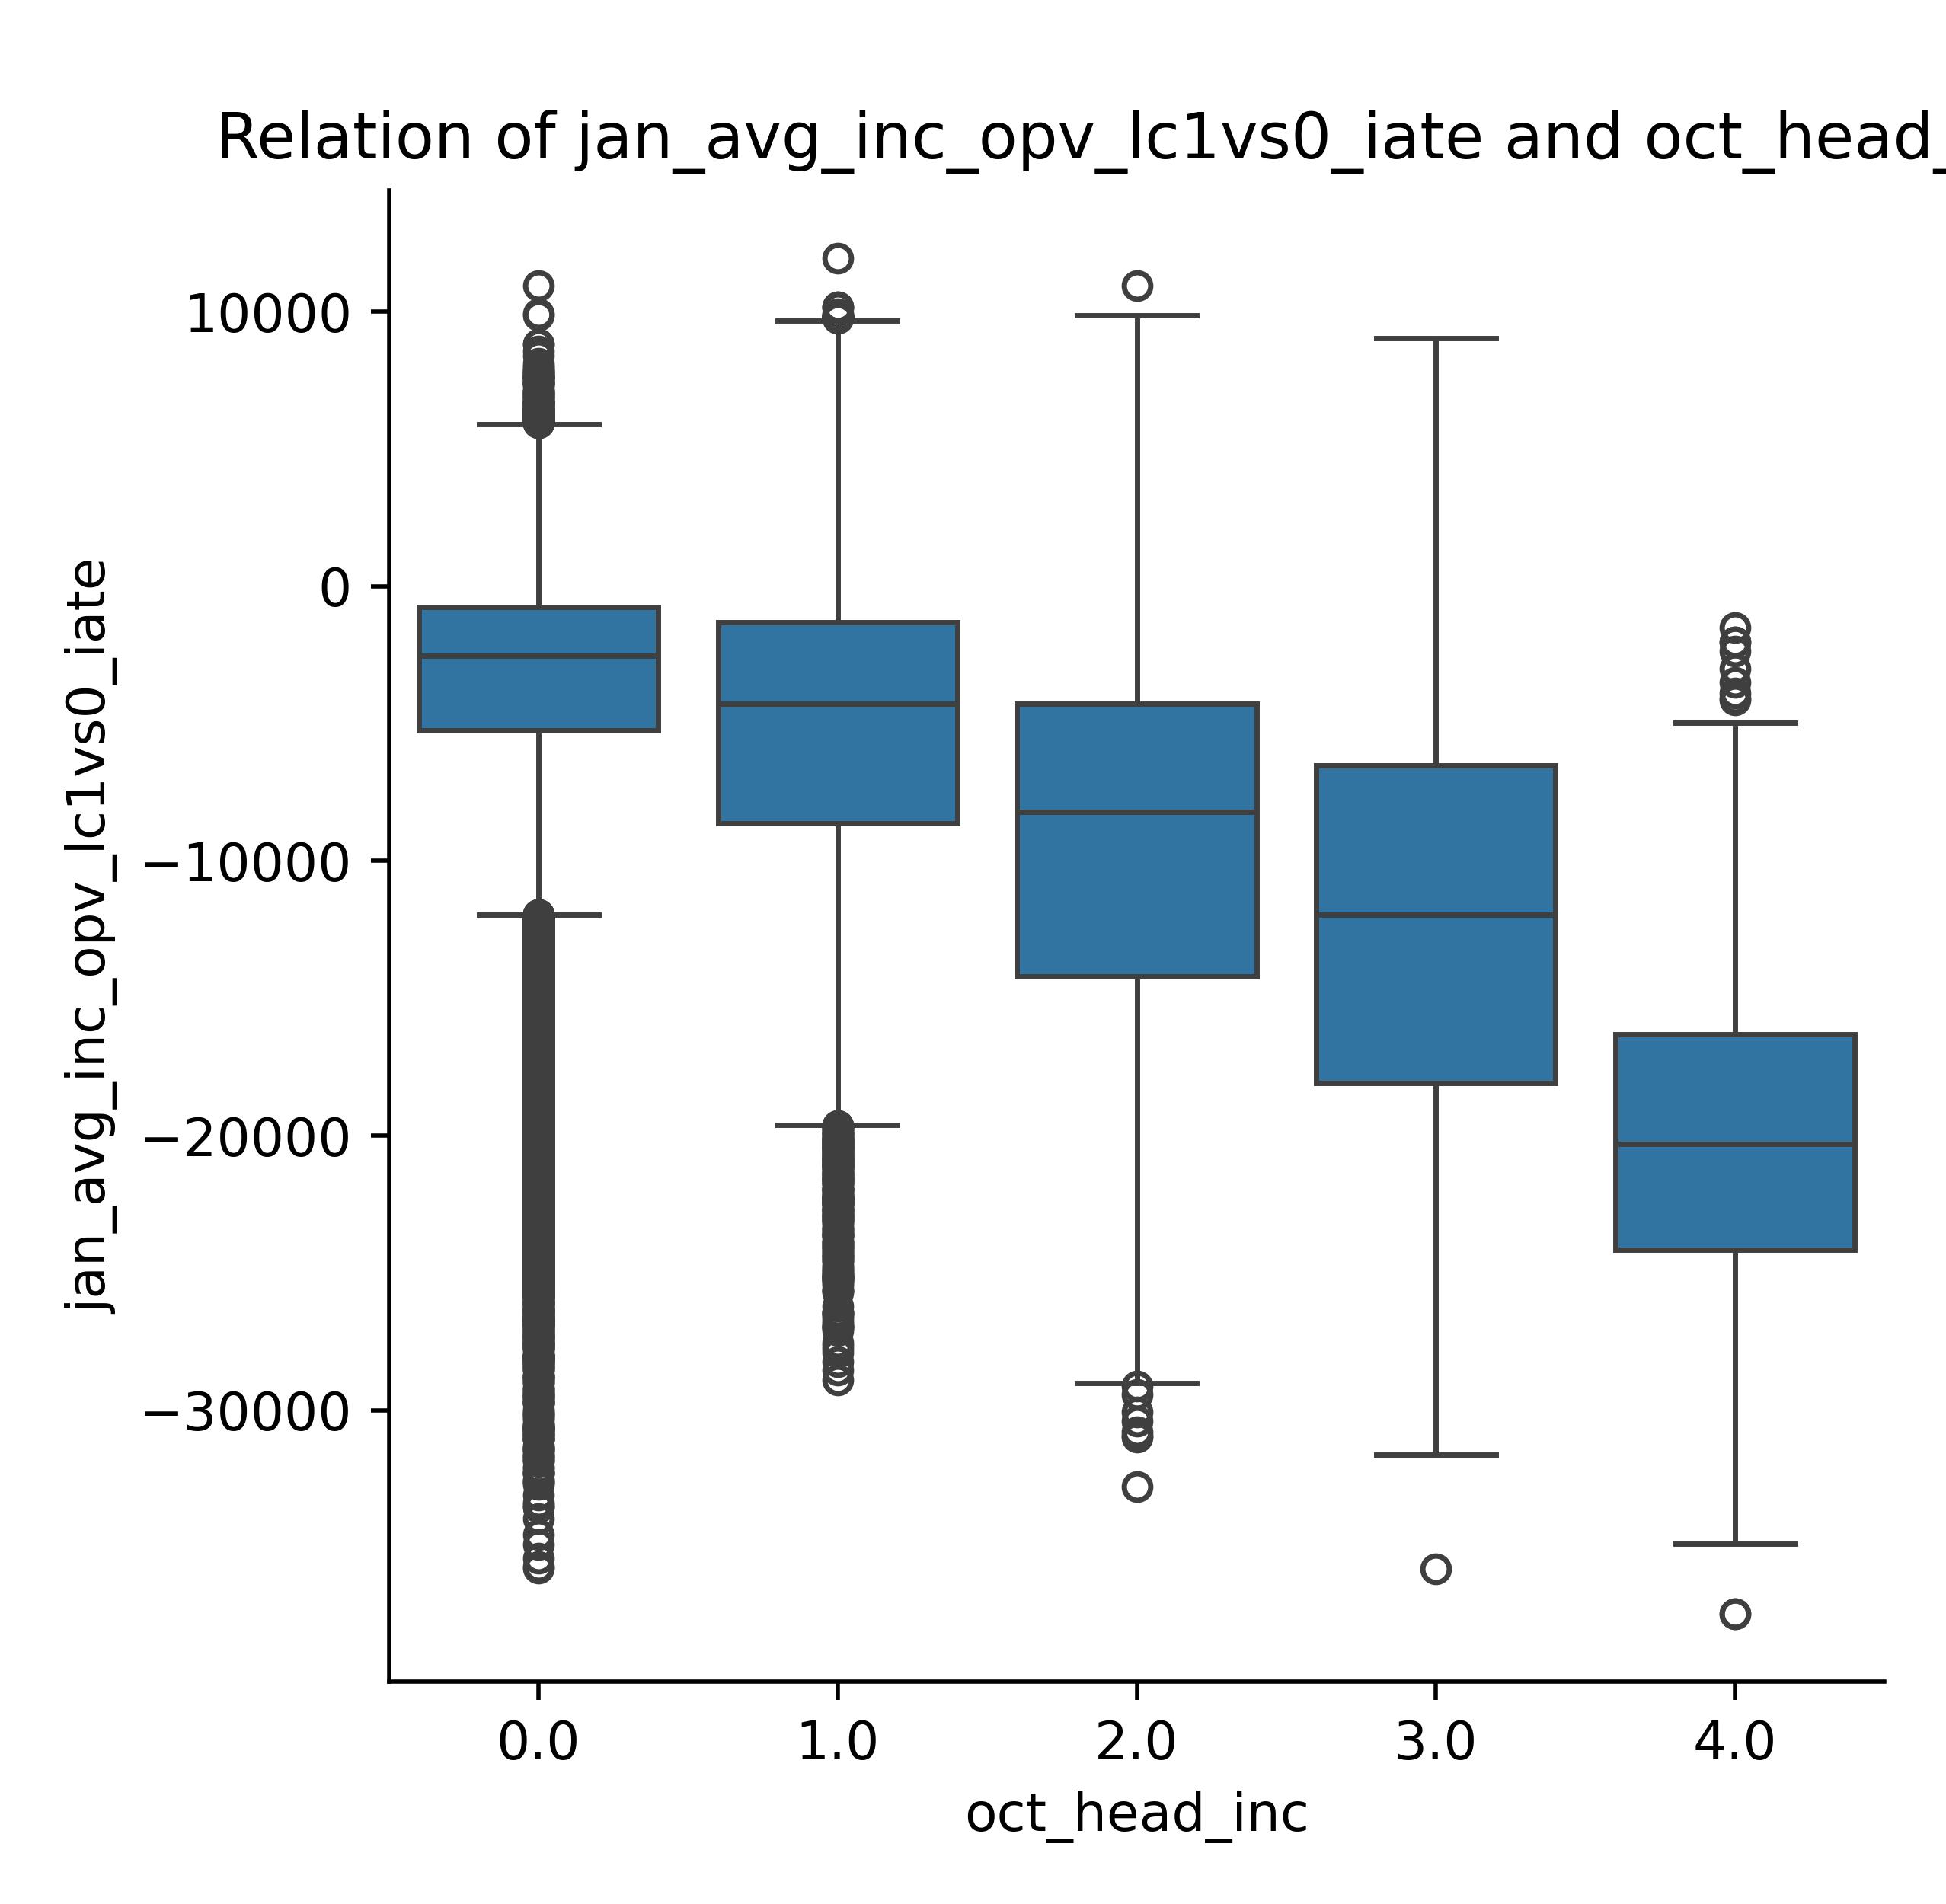 Relation of jan_avg_inc_opv_lc1vs0_iate and oct_head_
10000
0
−10000
−20000
−30000
jan_avg_inc_opv_lc1vs0_iate
0.0 1.0 2.0 3.0 4.0
oct_head_inc